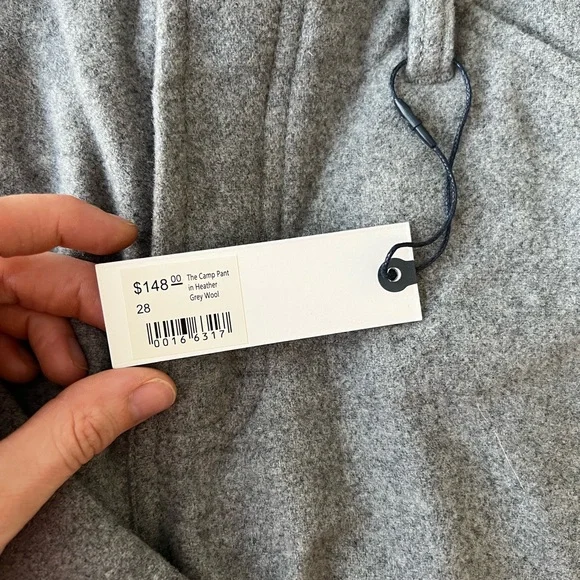 $148.00
28
The Camp Pant
in Heather
Grey Wool
00166317